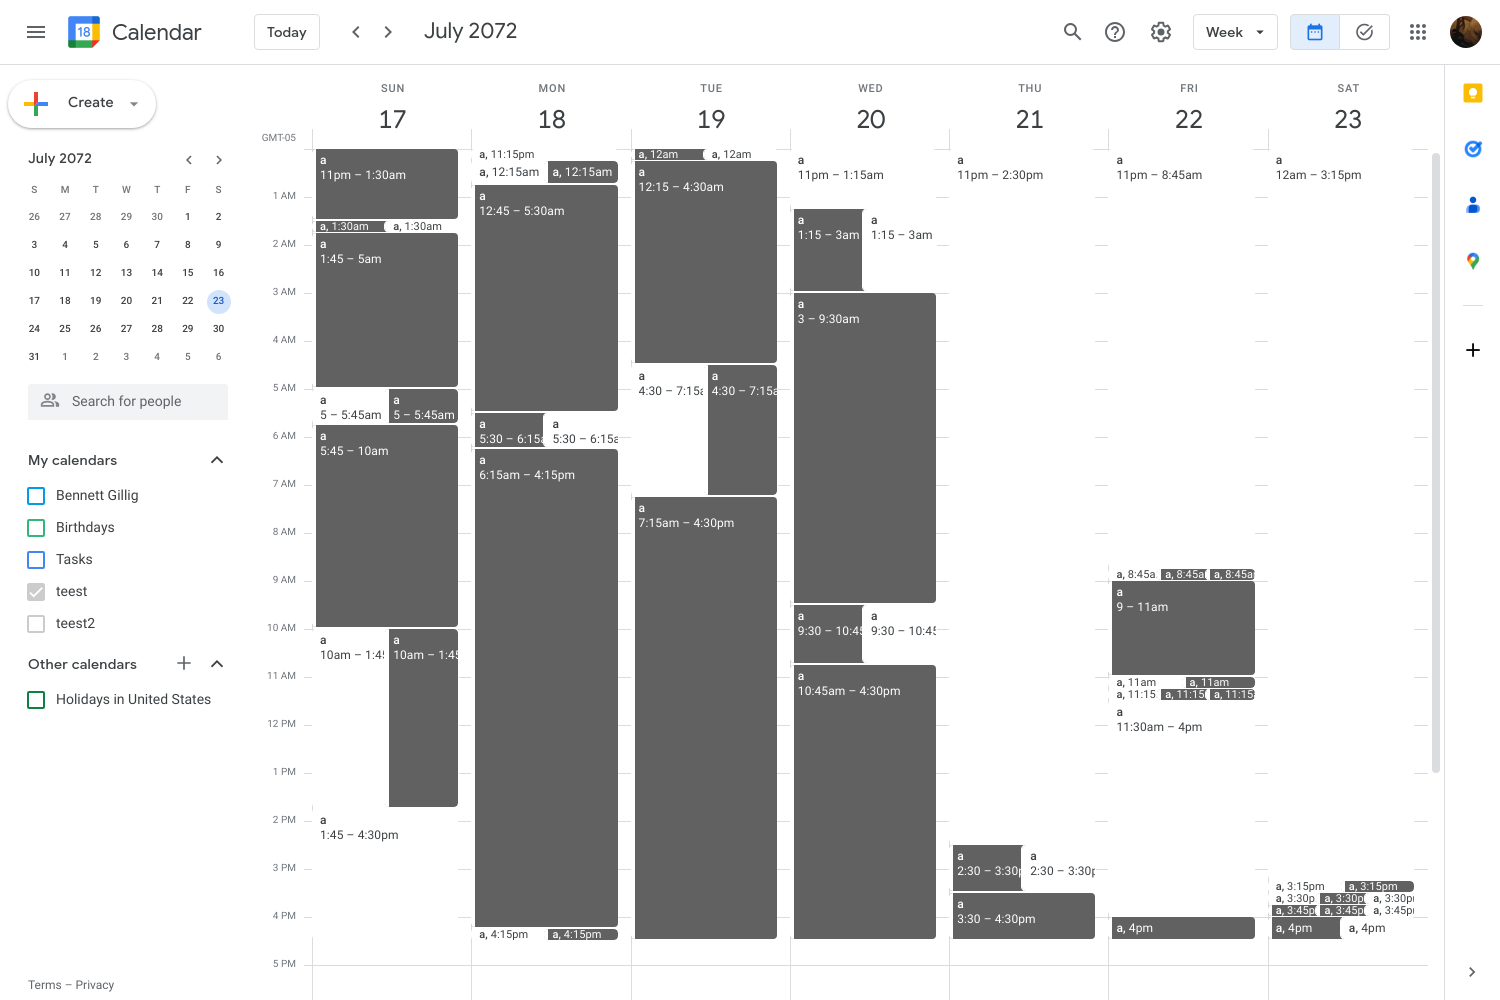 18 Calendar Today July 2072 Week
Create
SUN MON TUE WED THU FRI SAT
17 18 19 20 21 22 23
GMT-05
July 2072
S M T W T F S
26 27 28 29 30 1 2
3 4 5 6 7 8 9
10 11 12 13 14 15 16
17 18 19 20 21 22 23
24 25 26 27 28 29 30
31 1 2 3 4 5 6
Search for people
My calendars
Bennett Gillig
Birthdays
Tasks
teest
teest2
Other calendars
Holidays in United States
Terms – Privacy
1 AM
2 AM
3 AM
4 AM
5 AM
6 AM
7 AM
8 AM
9 AM
10 AM
11 AM
12 PM
1 PM
2 PM
3 PM
4 PM
5 PM
a
11pm – 1:30am
a, 1:30am
a, 1:30am
a
1:45 – 5am
a
5 – 5:45am
a
5 – 5:45am
a
5:45 – 10am
a
10am – 1:45
a
10am – 1:45
a
1:45 – 4:30pm
a, 11:15pm
a, 12:15am
a, 12:15am
a
12:45 – 5:30am
a
5:30 – 6:15a
a
5:30 – 6:15a
a
6:15am – 4:15pm
a, 4:15pm
a, 4:15pm
a, 12am
a, 12am
a
12:15 – 4:30am
a
4:30 – 7:15a
a
4:30 – 7:15a
a
7:15am – 4:30pm
a
11pm – 1:15am
a
1:15 – 3am
a
1:15 – 3am
a
3 – 9:30am
a
9:30 – 10:45
a
9:30 – 10:45
a
10:45am – 4:30pm
a
11pm – 2:30pm
a
2:30 – 3:30p
a
2:30 – 3:30p
a
3:30 – 4:30pm
a
11pm – 8:45am
a, 8:45a
a, 8:45a
a, 8:45a
a
9 – 11am
a, 11am
a, 11am
a, 11:15
a, 11:15
a, 11:15
a
11:30am – 4pm
a, 4pm
a
12am – 3:15pm
a, 3:15pm
a, 3:15pm
a, 3:30p
a, 3:30p
a, 3:30p
a, 3:45p
a, 3:45p
a, 3:45p
a, 4pm
a, 4pm